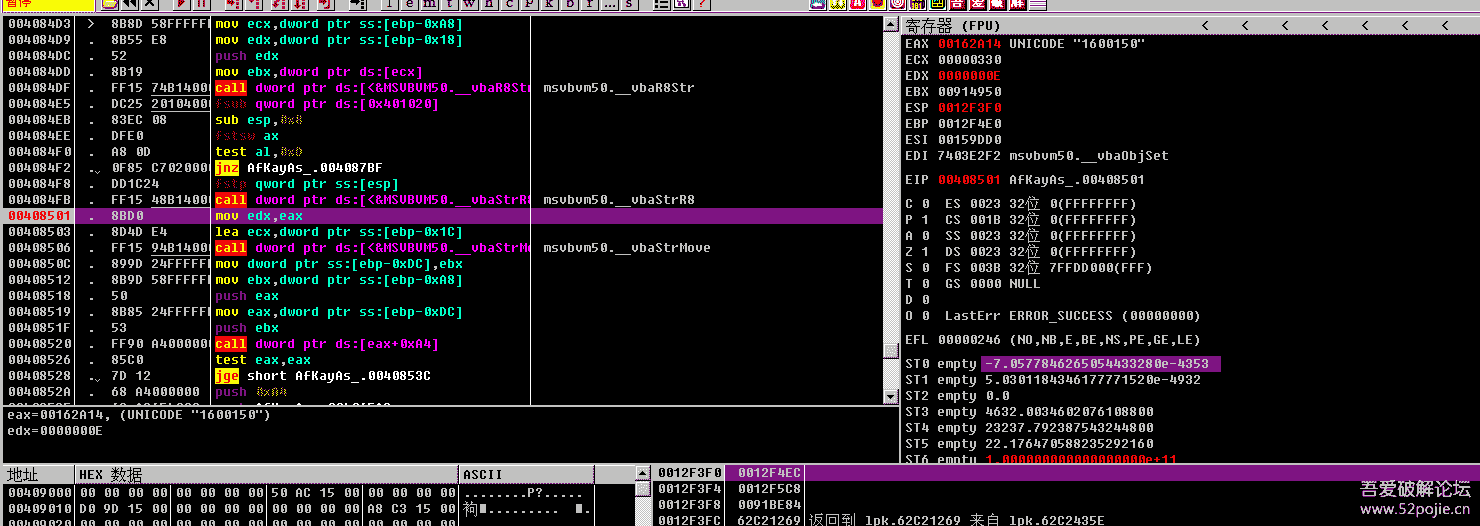 暂停
l e m t w h c P k b r ... s
004084D3 > 8B8D 58FFFFFF mov ecx,dword ptr ss:[ebp-0xA8]
004084D9 . 8B55 E8 mov edx,dword ptr ss:[ebp-0x18]
004084DC . 52 push edx
004084DD . 8B19 mov ebx,dword ptr ds:[ecx]
004084DF . FF15 74B14000 call dword ptr ds:[<&MSVBVM50.__vbaR8Str msvbvm50.__vbaR8Str
004084E5 . DC25 20104000 fsub qword ptr ds:[0x401020]
004084EB . 83EC 08 sub esp,0x8
004084EE . DFE0 fstsw ax
004084F0 . A8 0D test al,0xD
004084F2 . 0F85 C7020000 jnz AfKayAs_.004087BF
004084F8 . DD1C24 fstp qword ptr ss:[esp]
004084FB . FF15 48B14000 call dword ptr ds:[<&MSVBVM50.__vbaStrR8 msvbvm50.__vbaStrR8
00408501 . 8BD0 mov edx,eax
00408503 . 8D4D E4 lea ecx,dword ptr ss:[ebp-0x1C]
00408506 . FF15 94B14000 call dword ptr ds:[<&MSVBVM50.__vbaStrMo msvbvm50.__vbaStrMove
0040850C . 899D 24FFFFFF mov dword ptr ss:[ebp-0xDC],ebx
00408512 . 8B9D 58FFFFFF mov ebx,dword ptr ss:[ebp-0xA8]
00408518 . 50 push eax
00408519 . 8B85 24FFFFFF mov eax,dword ptr ss:[ebp-0xDC]
0040851F . 53 push ebx
00408520 . FF90 A4000000 call dword ptr ds:[eax+0xA4]
00408526 . 85C0 test eax,eax
00408528 . 7D 12 jge short AfKayAs_.0040853C
0040852A . 68 A4000000 push 0xA4
eax=00162A14, (UNICODE "1600150")
edx=0000000E
寄存器 (FPU) < < < < < < <
EAX 00162A14 UNICODE "1600150"
ECX 00000330
EDX 0000000E
EBX 00914950
ESP 0012F3F0
EBP 0012F4E0
ESI 00159DD0
EDI 7403E2F2 msvbvm50.__vbaObjSet
EIP 00408501 AfKayAs_.00408501
C 0 ES 0023 32位 0(FFFFFFFF)
P 1 CS 001B 32位 0(FFFFFFFF)
A 0 SS 0023 32位 0(FFFFFFFF)
Z 1 DS 0023 32位 0(FFFFFFFF)
S 0 FS 003B 32位 7FFDD000(FFF)
T 0 GS 0000 NULL
D 0
O 0 LastErr ERROR_SUCCESS (00000000)
EFL 00000246 (NO,NB,E,BE,NS,PE,GE,LE)
ST0 empty -7.0577846265054433280e-4353
ST1 empty 5.0301184346177771520e-4932
ST2 empty 0.0
ST3 empty 4632.0034602076108800
ST4 empty 23237.792387543244800
ST5 empty 22.176470588235292160
ST6 empty 1.0000000000000000000e+11
地址 HEX 数据 ASCII
00409000 00 00 00 00 00 00 00 00 50 AC 15 00 00 00 00 00 ........P?.....
00409010 D0 9D 15 00 00 00 00 00 00 00 00 00 A8 C3 15 00
0012F3F0 0012F4EC
0012F3F4 0012F5C8
0012F3F8 0091BE84
0012F3FC 62C21269 返回到 lpk.62C21269 来自 lpk.62C2435E
吾爱破解论坛
www.52pojie.cn